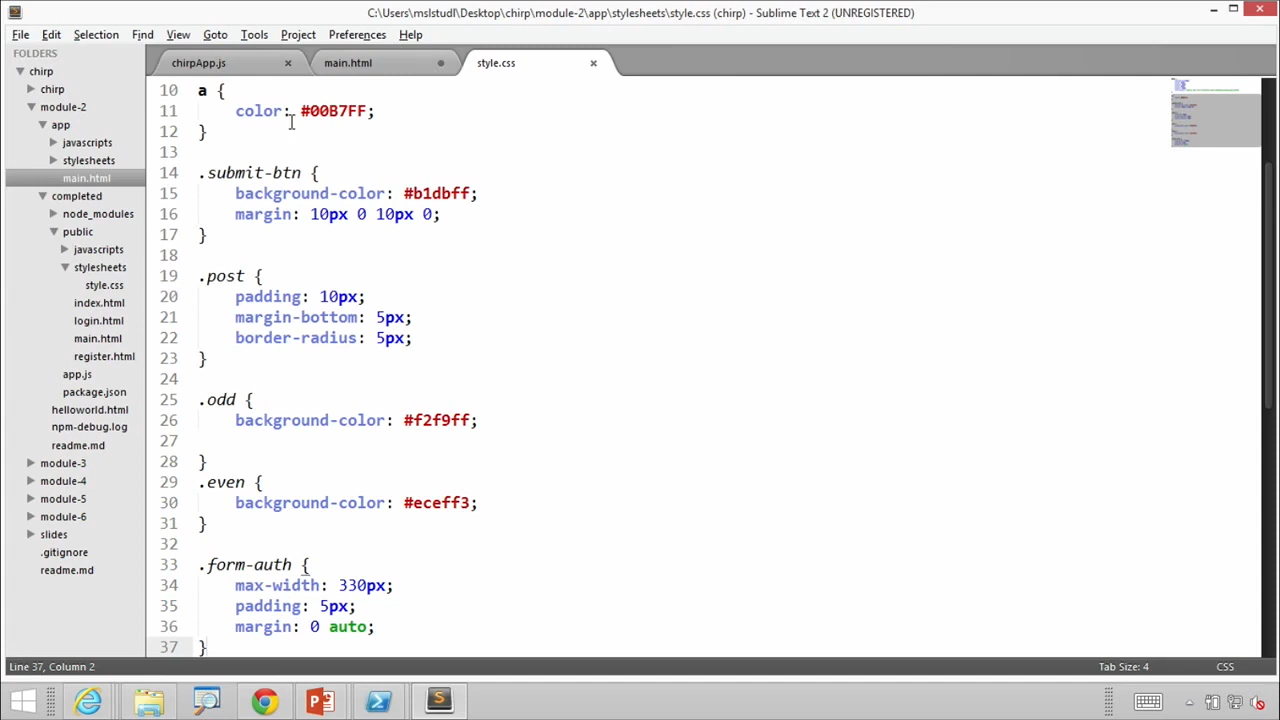 C:\Users\mslstudl\Desktop\chirp\module-2\app\stylesheets\style.css (chirp) - Sublime Text 2 (UNREGISTERED)
File Edit Selection Find View Goto Tools Project Preferences Help
FOLDERS
chirp
chirp
module-2
app
javascripts
stylesheets
main.html
completed
node_modules
public
javascripts
stylesheets
style.css
index.html
login.html
main.html
register.html
app.js
package.json
helloworld.html
npm-debug.log
readme.md
module-3
module-4
module-5
module-6
slides
.gitignore
readme.md
chirpApp.js main.html style.css
10 a {
11 color: #00B7FF;
12 }
13
14 .submit-btn {
15 background-color: #b1dbff;
16 margin: 10px 0 10px 0;
17 }
18
19 .post {
20 padding: 10px;
21 margin-bottom: 5px;
22 border-radius: 5px;
23 }
24
25 .odd {
26 background-color: #f2f9ff;
27
28 }
29 .even {
30 background-color: #eceff3;
31 }
32
33 .form-auth {
34 max-width: 330px;
35 padding: 5px;
36 margin: 0 auto;
37 }
Line 37, Column 2 Tab Size: 4 CSS